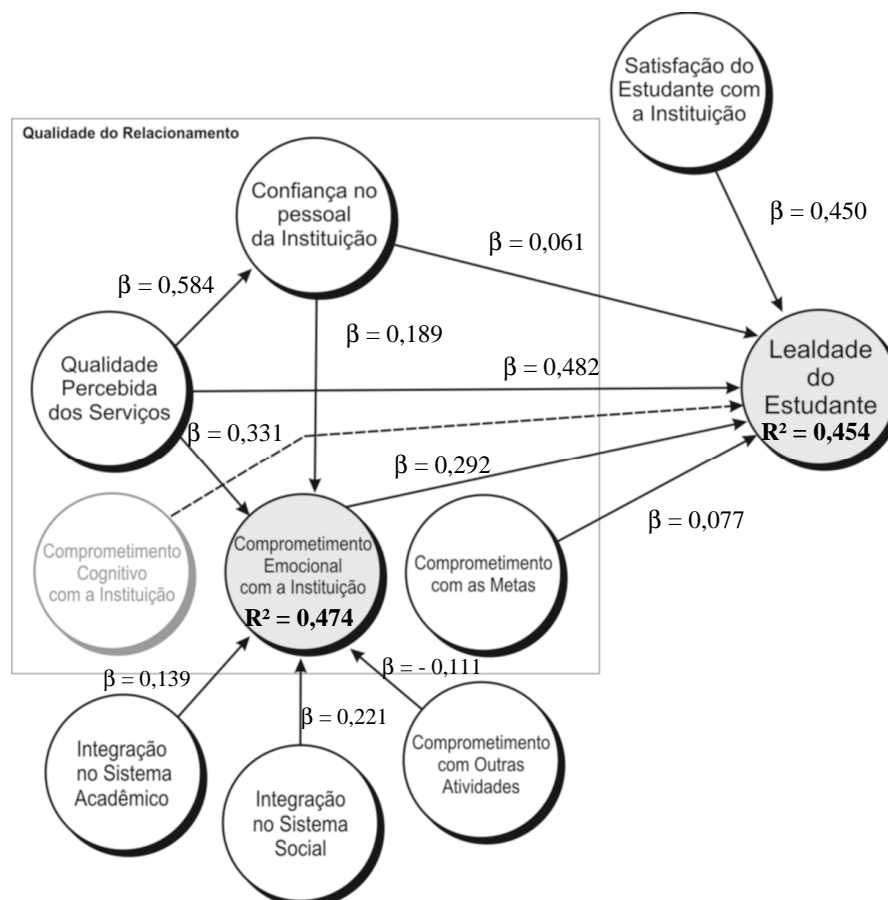 Satisfação do
Estudante com
a Instituição
Qualidade do Relacionamento
Confiança no
pessoal
da Instituição
β = 0,450
β = 0,061
β = 0,584
β = 0,189
Qualidade
Percebida
dos Serviços
β = 0,482
Lealdade
do
Estudante
R² = 0,454
β = 0,331
β = 0,292
β = 0,077
Comprometimento
Cognitivo
com a Instituição
Comprometimento
Emocional
com a Instituição
R² = 0,474
Comprometimento
com as Metas
β = 0,139
β = - 0,111
β = 0,221
Integração
no Sistema
Acadêmico
Integração
no Sistema
Social
Comprometimento
com Outras
Atividades